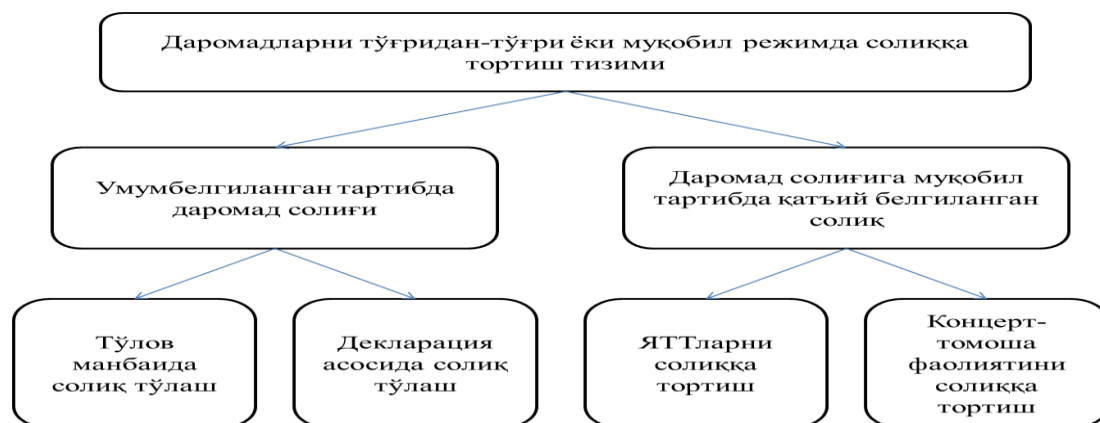 Даромадларни тўғридан-тўғри ёки муқобил режимда солиққа
тортиш тизими
Умумбелгиланган тартибда
даромад солиғи
Даромад солиғига муқобил
тартибда қатъий белгиланган
солиқ
Тўлов
манбаида
солиқ тўлаш
Декларация
асосида солиқ
тўлаш
ЯТТларни
солиққа
тортиш
Концерт-
томоша
фаолиятини
солиққа
тортиш